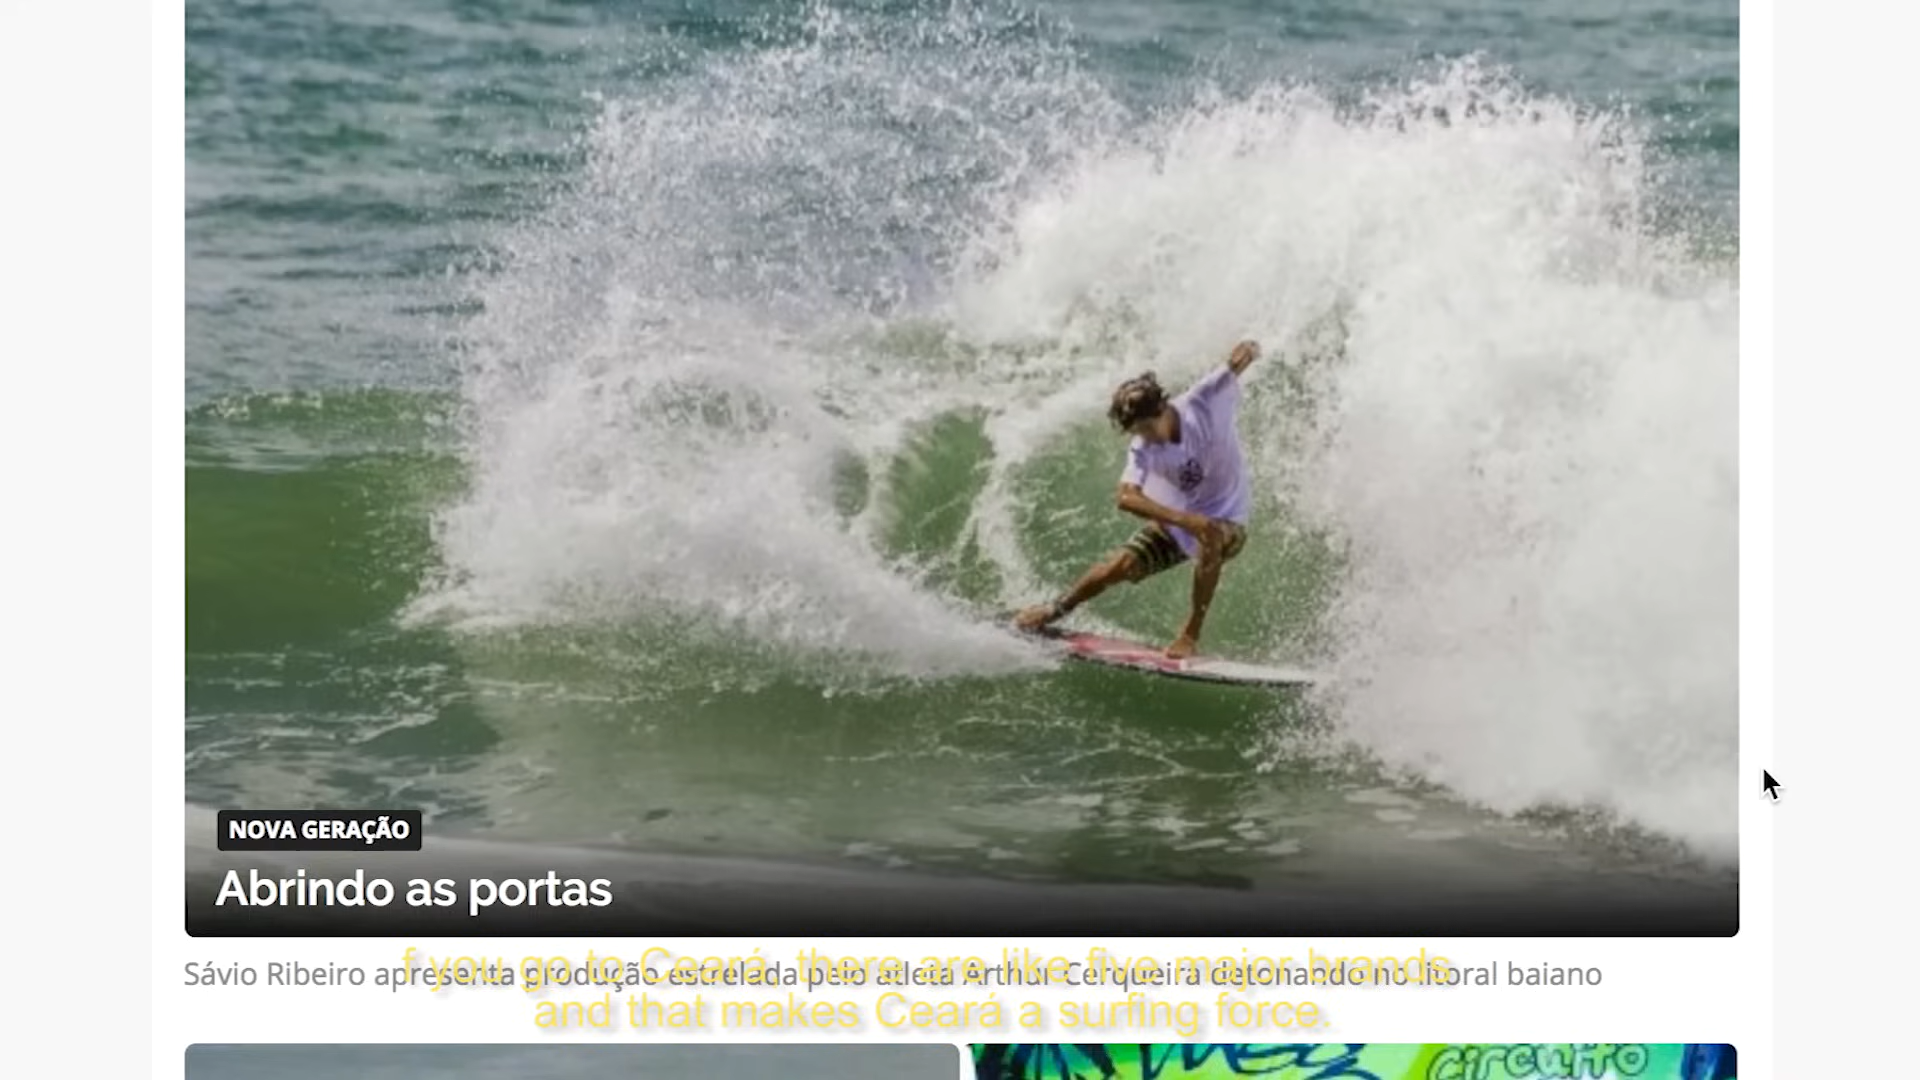 NOVA GERAÇÃO
Abrindo as portas
Sávio Ribeiro apresenta produção estrelada pelo atleta Arthur Cerqueira detonando no litoral baiano
f you go to Ceará, there are like five major brands
and that makes Ceará a surfing force.
Circuito